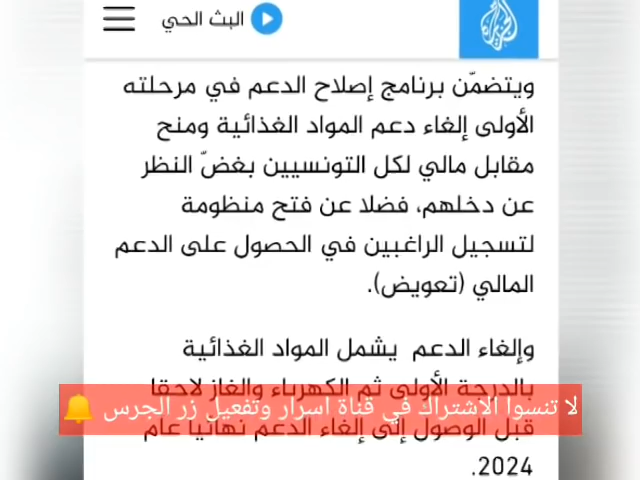 البث الحي
ويتضمّن برنامج إصلاح الدعم في مرحلته
الأولى إلغاء دعم المواد الغذائية ومنح
مقابل مالي لكل التونسيين بغضّ النظر
عن دخلهم، فضلا عن فتح منظومة
لتسجيل الراغبين في الحصول على الدعم
المالي (تعويض).
وإلغاء الدعم يشمل المواد الغذائية
بالدرجة الأولى ثم الكهرباء والغاز لاحقا
لا تنسوا الاشتراك في قناة اسرار وتفعيل زر الجرس
قبل الوصول إلى إلغاء الدعم نهائيا عام
2024.